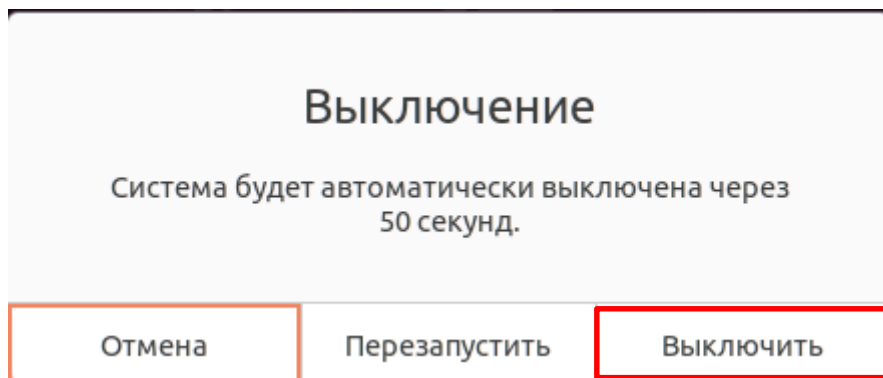 Выключение
Система будет автоматически выключена через
50 секунд.
Отмена
Перезапустить
Выключить